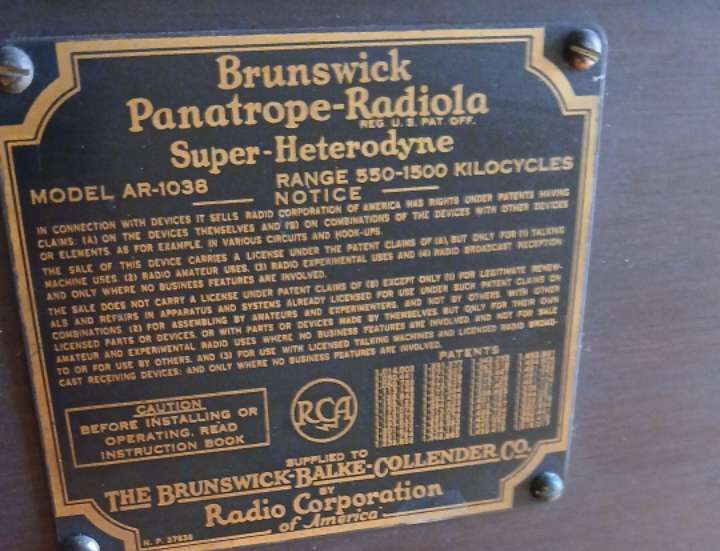 Brunswick
Panatrope-Radiola
REG. U.S. PAT. OFF.
Super-Heterodyne
MODEL AR-1038 RANGE 550-1500 KILOCYCLES
NOTICE
IN CONNECTION WITH DEVICES IT SELLS RADIO CORPORATION OF AMERICA HAS RIGHTS UNDER PATENTS HAVING
CLAIMS: (A) ON THE DEVICES THEMSELVES AND (B) ON COMBINATIONS OF THE DEVICES WITH OTHER DEVICES
OR ELEMENTS, AS FOR EXAMPLE, IN VARIOUS CIRCUITS AND HOOK-UPS.
THE SALE OF THIS DEVICE CARRIES A LICENSE UNDER THE PATENT CLAIMS OF (A), BUT ONLY FOR (1) TALKING
MACHINE USES, (2) RADIO AMATEUR USES, (3) RADIO EXPERIMENTAL USES AND (4) RADIO BROADCAST RECEPTION
AND ONLY WHERE NO BUSINESS FEATURES ARE INVOLVED.
THE SALE DOES NOT CARRY A LICENSE UNDER PATENT CLAIMS OF (B) EXCEPT ONLY (1) FOR LEGITIMATE RENEW-
ALS AND REPAIRS IN APPARATUS AND SYSTEMS ALREADY LICENSED FOR USE UNDER SUCH PATENT CLAIMS ON
COMBINATIONS (2) FOR ASSEMBLING BY AMATEURS AND EXPERIMENTERS, AND NOT BY OTHERS, WITH OTHER
LICENSED PARTS OR DEVICES, OR WITH PARTS OR DEVICES MADE BY THEMSELVES BUT ONLY FOR THEIR OWN
AMATEUR AND EXPERIMENTAL RADIO USES WHERE NO BUSINESS FEATURES ARE INVOLVED AND NOT FOR SALE
TO OR FOR USE BY OTHERS, AND (3) FOR USE WITH LICENSED TALKING MACHINES AND LICENSED RADIO BROAD-
CAST RECEIVING DEVICES; AND ONLY WHERE NO BUSINESS FEATURES ARE INVOLVED.
PATENTS
CAUTION
BEFORE INSTALLING OR
OPERATING, READ
INSTRUCTION BOOK
RCA
SUPPLIED TO
THE BRUNSWICK-BALKE-COLLENDER CO.
BY
Radio Corporation
of America
N. P. 37838